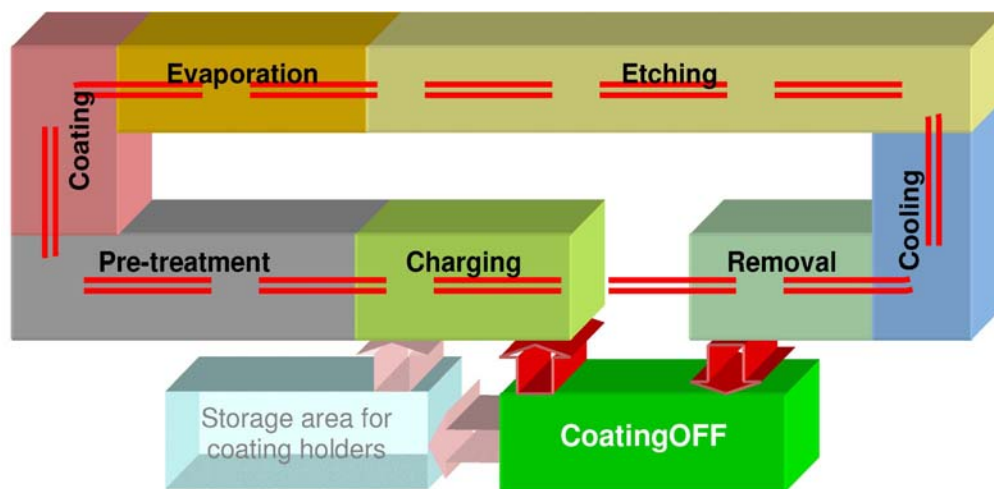 Evaporation
Etching
Coating
Cooling
Pre-treatment
Charging
Removal
Storage area for
coating holders
CoatingOFF